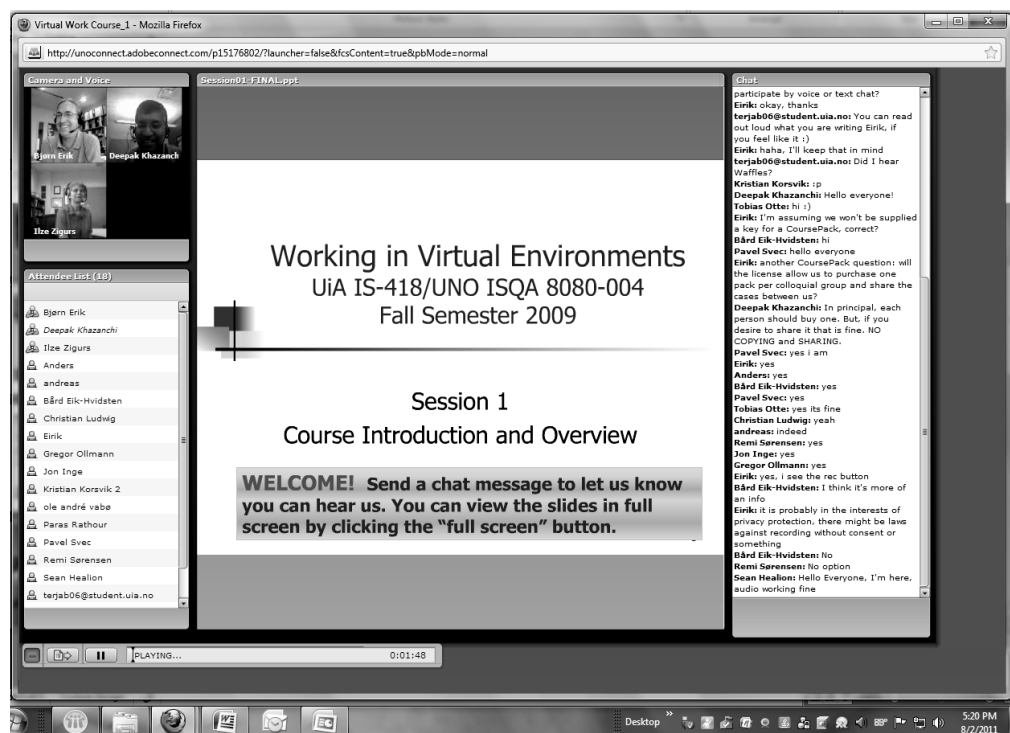 Virtual Work Course_1 - Mozilla Firefox
http://unoconnect.adobeconnect.com/p15176802/?launcher=false&fcsContent=true&pbMode=normal
Camera and Voice
Bjørn Erik
Deepak Khazanch
Ilze Zigurs
Attendee List (18)
Bjørn Erik
Deepak Khazanchi
Ilze Zigurs
Anders
andreas
Bård Eik-Hvidsten
Christian Ludwig
Eirik
Gregor Ollmann
Jon Inge
Kristian Korsvik 2
ole andré vabø
Paras Rathour
Pavel Svec
Remi Sørensen
Sean Healion
terjab06@student.uia.no
Session01-FINAL.ppt
Working in Virtual Environments
UiA IS-418/UNO ISQA 8080-004
Fall Semester 2009
Session 1
Course Introduction and Overview
WELCOME! Send a chat message to let us know
you can hear us. You can view the slides in full
screen by clicking the “full screen” button.
Chat
participate by voice or text chat?
Eirik: okay, thanks
terjab06@student.uia.no: You can read
out loud what you are writing Eirik, if
you feel like it :)
Eirik: haha, I'll keep that in mind
terjab06@student.uia.no: Did I hear
Waffles?
Kristian Korsvik: :p
Deepak Khazanchi: Hello everyone!
Tobias Otte: hi :)
Eirik: I'm assuming we won't be supplied
a key for a CoursePack, correct?
Bård Eik-Hvidsten: hi
Pavel Svec: hello everyone
Eirik: another CoursePack question: will
the license allow us to purchase one
pack per colloquial group and share the
cases between us?
Deepak Khazanchi: In principal, each
person should buy one. But, if you
desire to share it that is fine. NO
COPYING and SHARING.
Pavel Svec: yes i am
Eirik: yes
Anders: yes
Bård Eik-Hvidsten: yes
Pavel Svec: yes
Tobias Otte: yes its fine
Christian Ludwig: yeah
andreas: indeed
Remi Sørensen: yes
Jon Inge: yes
Gregor Ollmann: yes
Eirik: yes, i see the rec button
Bård Eik-Hvidsten: I think it's more of
an info
Eirik: it is probably in the interests of
privacy protection, there might be laws
against recording without consent or
something
Bård Eik-Hvidsten: No
Remi Sørensen: No option
Sean Healion: Hello Everyone, I'm here,
audio working fine
PLAYING...
0:01:48
Desktop
5:20 PM
8/2/2011